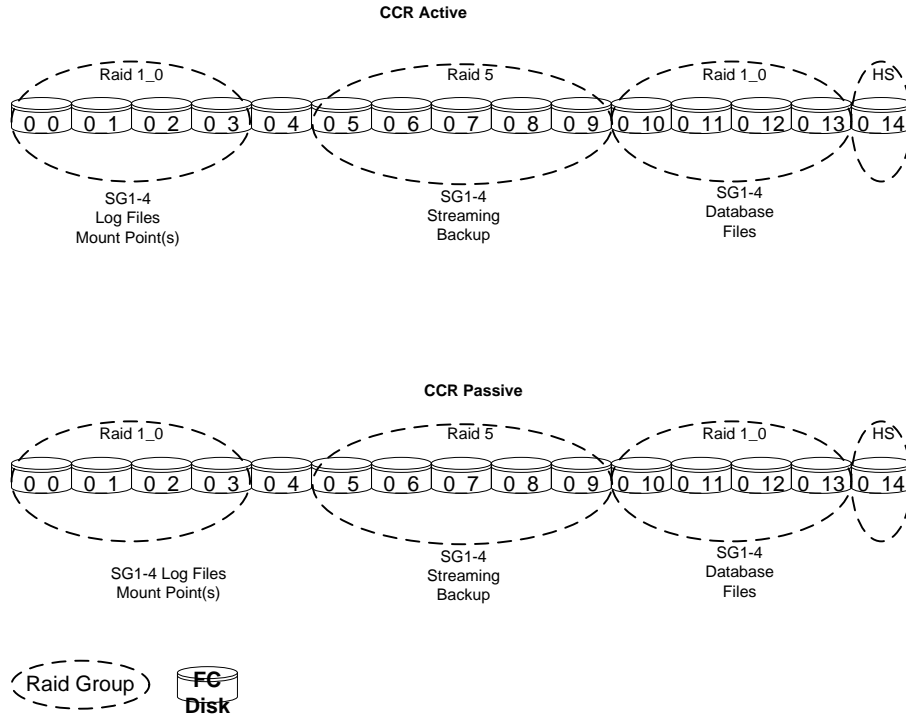 CCR Active
Raid 1_0
Raid 5
Raid 1_0
HS
0 0
0 1
0 2
0 3
0 4
0 5
0 6
0 7
0 8
0 9
0 10
0 11
0 12
0 13
0 14
SG1-4
Log Files
Mount Point(s)
SG1-4
Streaming
Backup
SG1-4
Database
Files
CCR Passive
Raid 1_0
Raid 5
Raid 1_0
HS
0 0
0 1
0 2
0 3
0 4
0 5
0 6
0 7
0 8
0 9
0 10
0 11
0 12
0 13
0 14
SG1-4 Log Files
Mount Point(s)
SG1-4
Streaming
Backup
SG1-4
Database
Files
Raid Group
FC
Disk